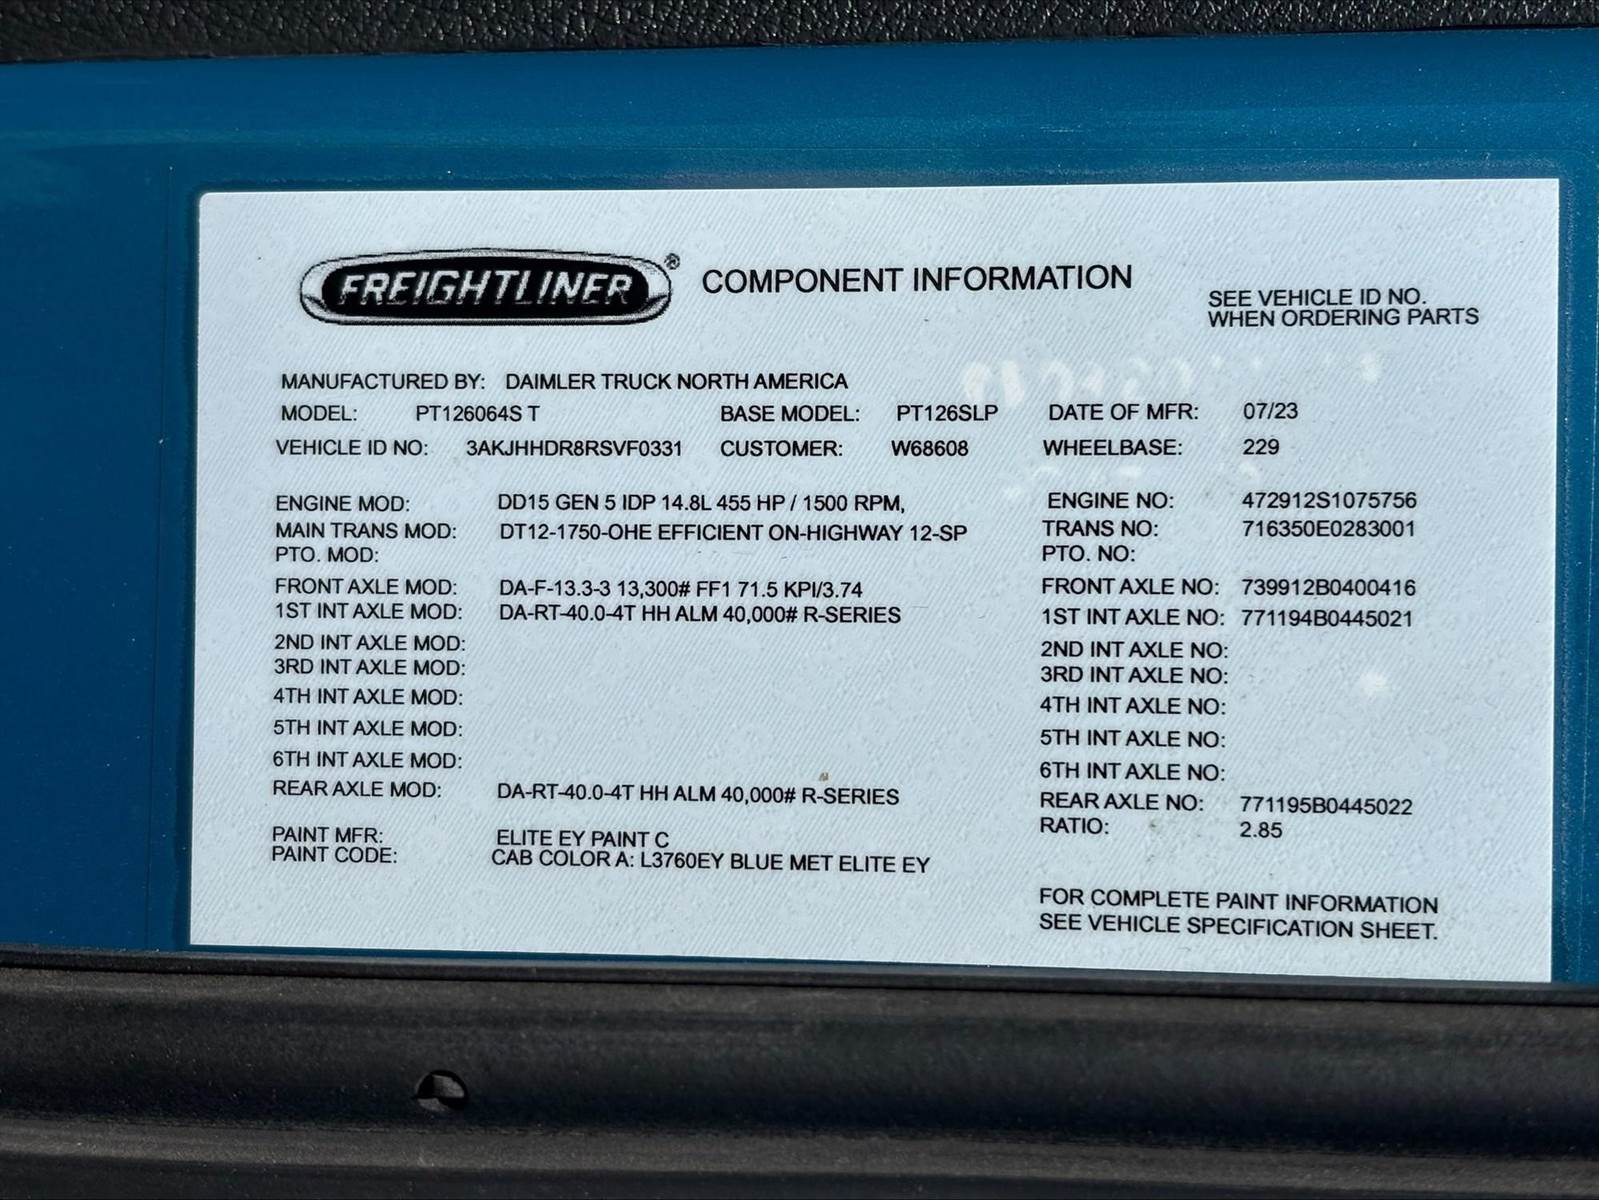 FREIGHTLINER® COMPONENT INFORMATION
SEE VEHICLE ID NO.
WHEN ORDERING PARTS
MANUFACTURED BY: DAIMLER TRUCK NORTH AMERICA
MODEL: PT126064S T BASE MODEL: PT126SLP DATE OF MFR: 07/23
VEHICLE ID NO: 3AKJHHDR8RSVF0331 CUSTOMER: W68608 WHEELBASE: 229
ENGINE MOD: DD15 GEN 5 IDP 14.8L 455 HP / 1500 RPM, ENGINE NO: 472912S1075756
MAIN TRANS MOD: DT12-1750-OHE EFFICIENT ON-HIGHWAY 12-SP TRANS NO: 716350E0283001
PTO. MOD: PTO. NO:
FRONT AXLE MOD: DA-F-13.3-3 13,300# FF1 71.5 KPI/3.74 FRONT AXLE NO: 739912B0400416
1ST INT AXLE MOD: DA-RT-40.0-4T HH ALM 40,000# R-SERIES 1ST INT AXLE NO: 771194B0445021
2ND INT AXLE MOD: 2ND INT AXLE NO:
3RD INT AXLE MOD: 3RD INT AXLE NO:
4TH INT AXLE MOD: 4TH INT AXLE NO:
5TH INT AXLE MOD: 5TH INT AXLE NO:
6TH INT AXLE MOD: 6TH INT AXLE NO:
REAR AXLE MOD: DA-RT-40.0-4T HH ALM 40,000# R-SERIES REAR AXLE NO: 771195B0445022
RATIO: 2.85
PAINT MFR: ELITE EY PAINT C
PAINT CODE: CAB COLOR A: L3760EY BLUE MET ELITE EY
FOR COMPLETE PAINT INFORMATION
SEE VEHICLE SPECIFICATION SHEET.